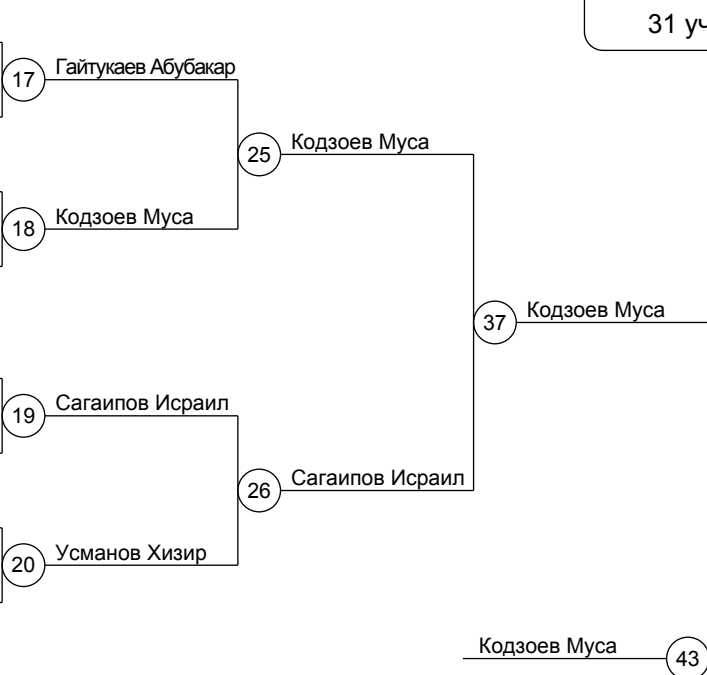 31 уч
17 Гайтукаев Абубакар
25 Кодзоев Муса
18 Кодзоев Муса
37 Кодзоев Муса
19 Сагаипов Исраил
26 Сагаипов Исраил
20 Усманов Хизир
Кодзоев Муса 43